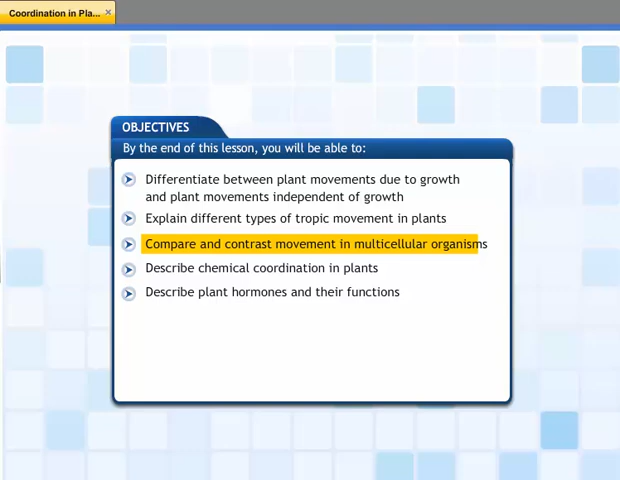 Coordination in Pla...
OBJECTIVES
By the end of this lesson, you will be able to:
Differentiate between plant movements due to growth
and plant movements independent of growth
Explain different types of tropic movement in plants
Compare and contrast movement in multicellular organisms
Describe chemical coordination in plants
Describe plant hormones and their functions